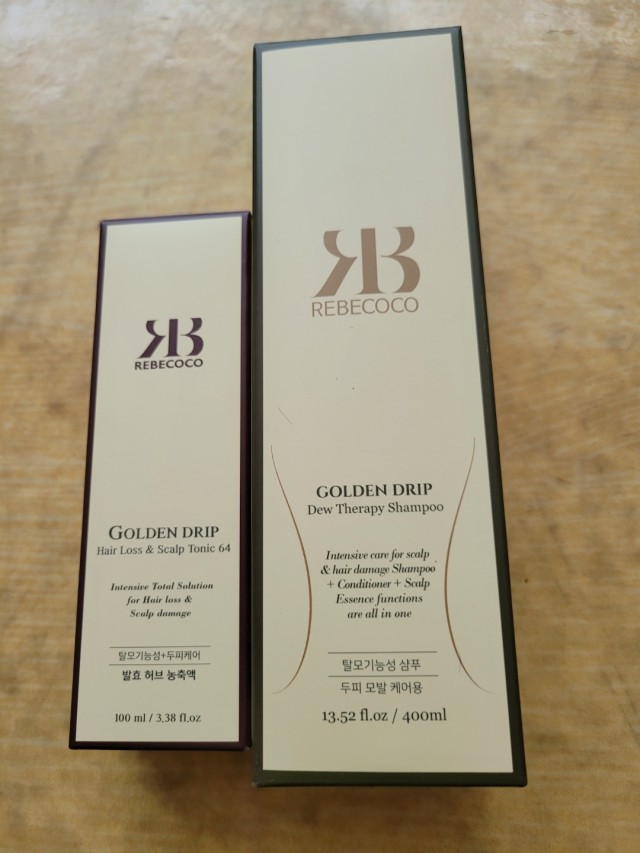 RB
REBECOCO
GOLDEN DRIP
Hair Loss & Scalp Tonic 64
Intensive Total Solution
for Hair loss &
Scalp damage
탈모기능성+두피케어
발효 허브 농축액
100 ml / 3,38 fl.oz
RB
REBECOCO
GOLDEN DRIP
Dew Therapy Shampoo
Intensive care for scalp
& hair damage Shampoo
+ Conditioner + Scalp
Essence functions
are all in one
탈모기능성 샴푸
두피 모발 케어용
13.52 fl.oz / 400ml